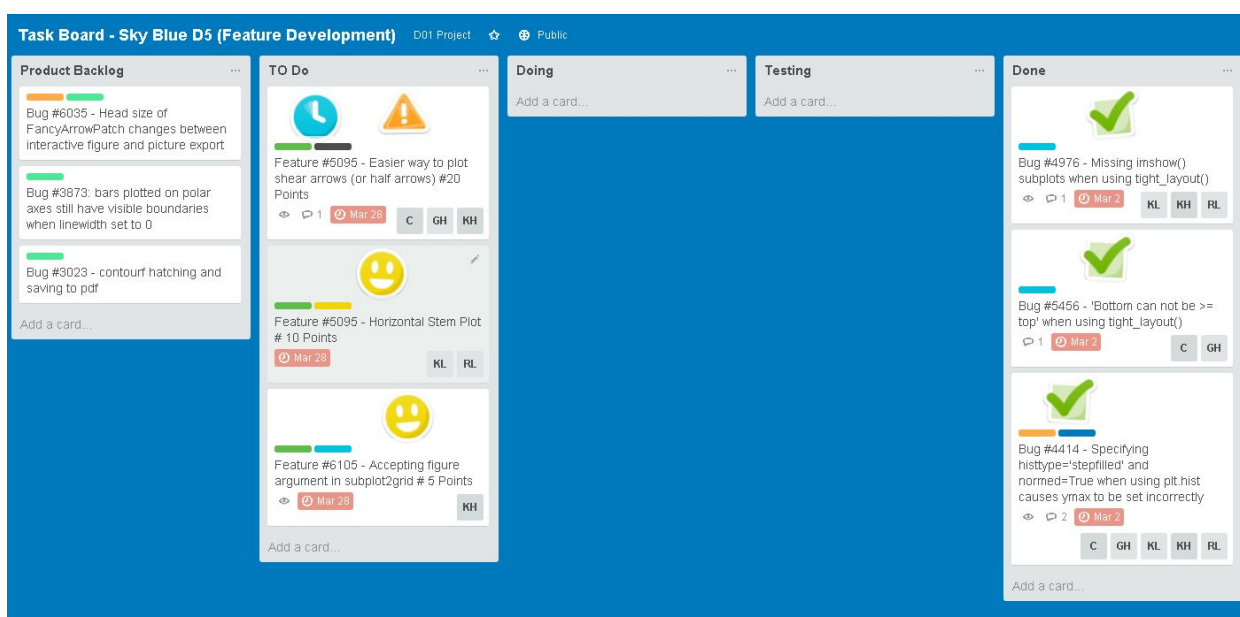 Task Board - Sky Blue D5 (Feature Development) D01 Project Public
Product Backlog
Bug #6035 - Head size of
FancyArrowPatch changes between
interactive figure and picture export
Bug #3873: bars plotted on polar
axes still have visible boundaries
when linewidth set to 0
Bug #3023 - contourf hatching and
saving to pdf
Add a card...
TO Do
Feature #5095 - Easier way to plot
shear arrows (or half arrows) #20
Points
1 Mar 28 C GH KH
Feature #5095 - Horizontal Stem Plot
# 10 Points
Mar 28 KL RL
Feature #6105 - Accepting figure
argument in subplot2grid # 5 Points
Mar 28 KH
Add a card...
Doing
Add a card...
Testing
Add a card...
Done
Bug #4976 - Missing imshow()
subplots when using tight_layout()
1 Mar 2 KL KH RL
Bug #5456 - 'Bottom can not be >=
top' when using tight_layout()
1 Mar 2 C GH
Bug #4414 - Specifying
histtype='stepfilled' and
normed=True when using plt.hist
causes ymax to be set incorrectly
2 Mar 2
C GH KL KH RL
Add a card...